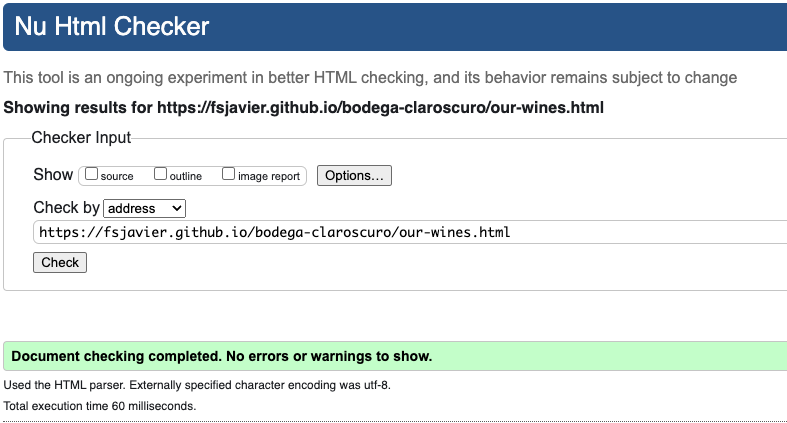 Nu Html Checker
This tool is an ongoing experiment in better HTML checking, and its behavior remains subject to change
Showing results for https://fsjavier.github.io/bodega-claroscuro/our-wines.html
Checker Input
Show source outline image report Options...
Check by address
https://fsjavier.github.io/bodega-claroscuro/our-wines.html
Check
Document checking completed. No errors or warnings to show.
Used the HTML parser. Externally specified character encoding was utf-8.
Total execution time 60 milliseconds.